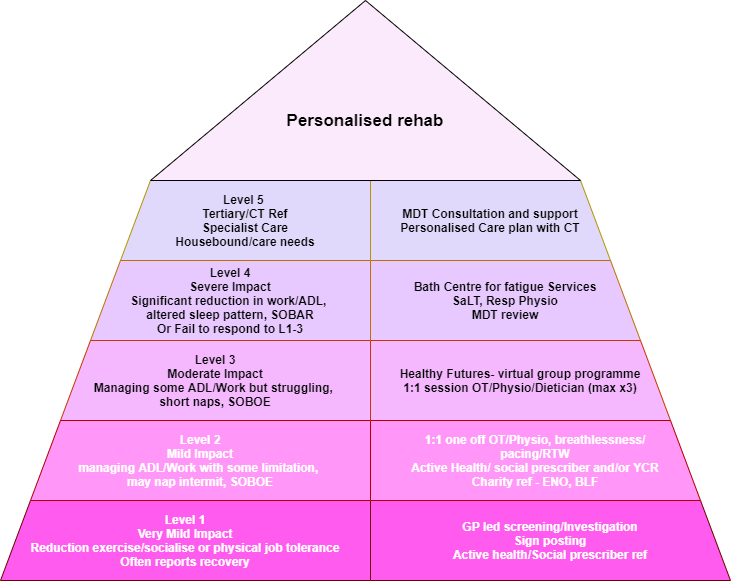 Personalised rehab
Level 5
Tertiary/CT Ref
Specialist Care
Housebound/care needs
MDT Consultation and support
Personalised Care plan with CT
Level 4
Severe Impact
Significant reduction in work/ADL,
altered sleep pattern, SOBAR
Or Fail to respond to L1-3
Bath Centre for fatigue Services
SaLT, Resp Physio
MDT review
Level 3
Moderate Impact
Managing some ADL/Work but struggling,
short naps, SOBOE
Healthy Futures- virtual group programme
1:1 session OT/Physio/Dietician (max x3)
Level 2
Mild Impact
managing ADL/Work with some limitation,
may nap intermit, SOBOE
1:1 one off OT/Physio, breathlessness/
pacing/RTW
Active Health/ social prescriber and/or YCR
Charity ref - ENO, BLF
Level 1
Very Mild Impact
Reduction exercise/socialise or physical job tolerance
Often reports recovery
GP led screening/Investigation
Sign posting
Active health/Social prescriber ref